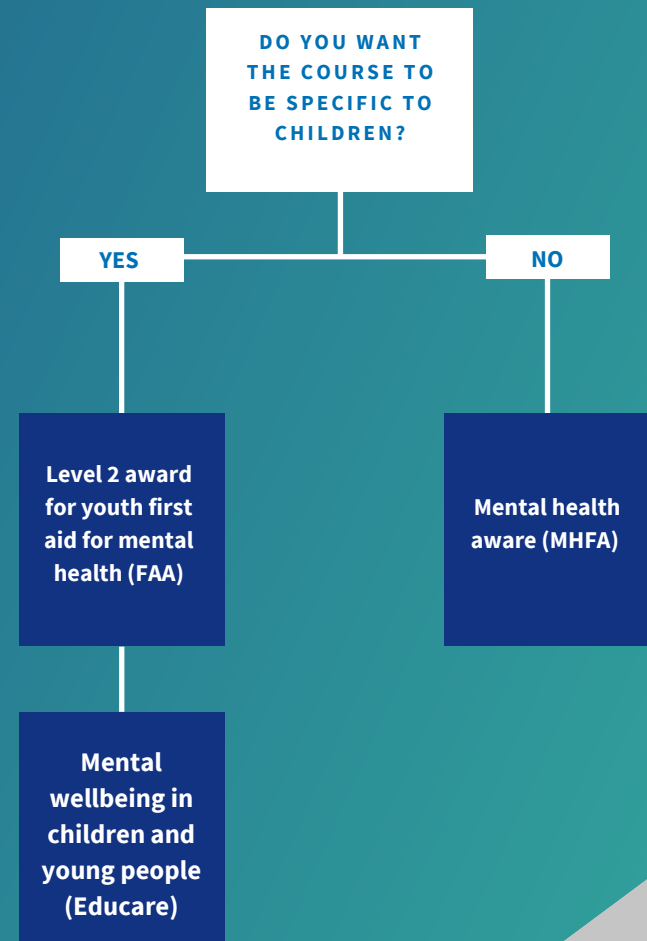 DO YOU WANT
THE COURSE TO
BE SPECIFIC TO
CHILDREN?
YES
NO
Level 2 award
for youth first
aid for mental
health (FAA)
Mental health
aware (MHFA)
Mental
wellbeing in
children and
young people
(Educare)